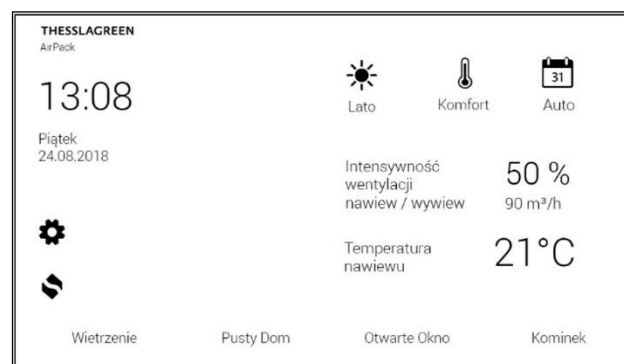 THESSLAGREEN
AirPack
13:08
Piątek
24.08.2018
31
Lato
Komfort
Auto
Intensywność
wentylacji
nawiew / wywiew
50 %
90 m³/h
Temperatura
nawiewu
21°C
Wietrzenie
Pusty Dom
Otwarte Okno
Kominek